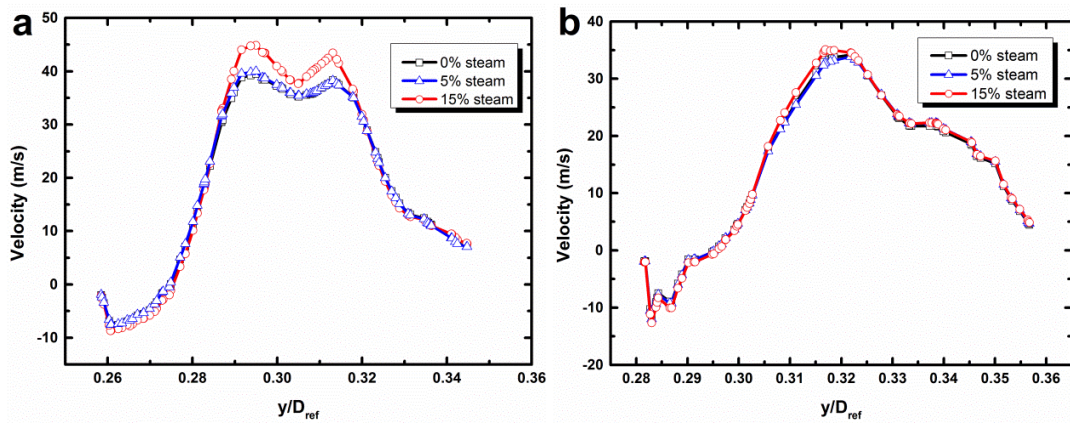 a
50
40
30
20
10
0
-10
Velocity (m/s)
0% steam
5% steam
15% steam
0.26 0.28 0.30 0.32 0.34 0.36
y/Dref
b
40
30
20
10
0
-10
-20
Velocity (m/s)
0% steam
5% steam
15% steam
0.28 0.29 0.30 0.31 0.32 0.33 0.34 0.35 0.36
y/Dref